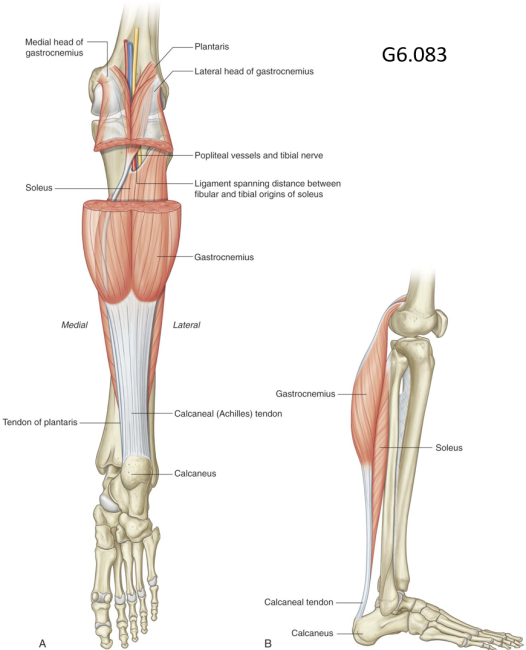 G6.083
Medial head of
gastrocnemius
Plantaris
Lateral head of gastrocnemius
Popliteal vessels and tibial nerve
Soleus
Ligament spanning distance between
fibular and tibial origins of soleus
Gastrocnemius
Medial
Lateral
Calcaneal (Achilles) tendon
Tendon of plantaris
Calcaneus
A
Gastrocnemius
Soleus
Calcaneal tendon
Calcaneus
B